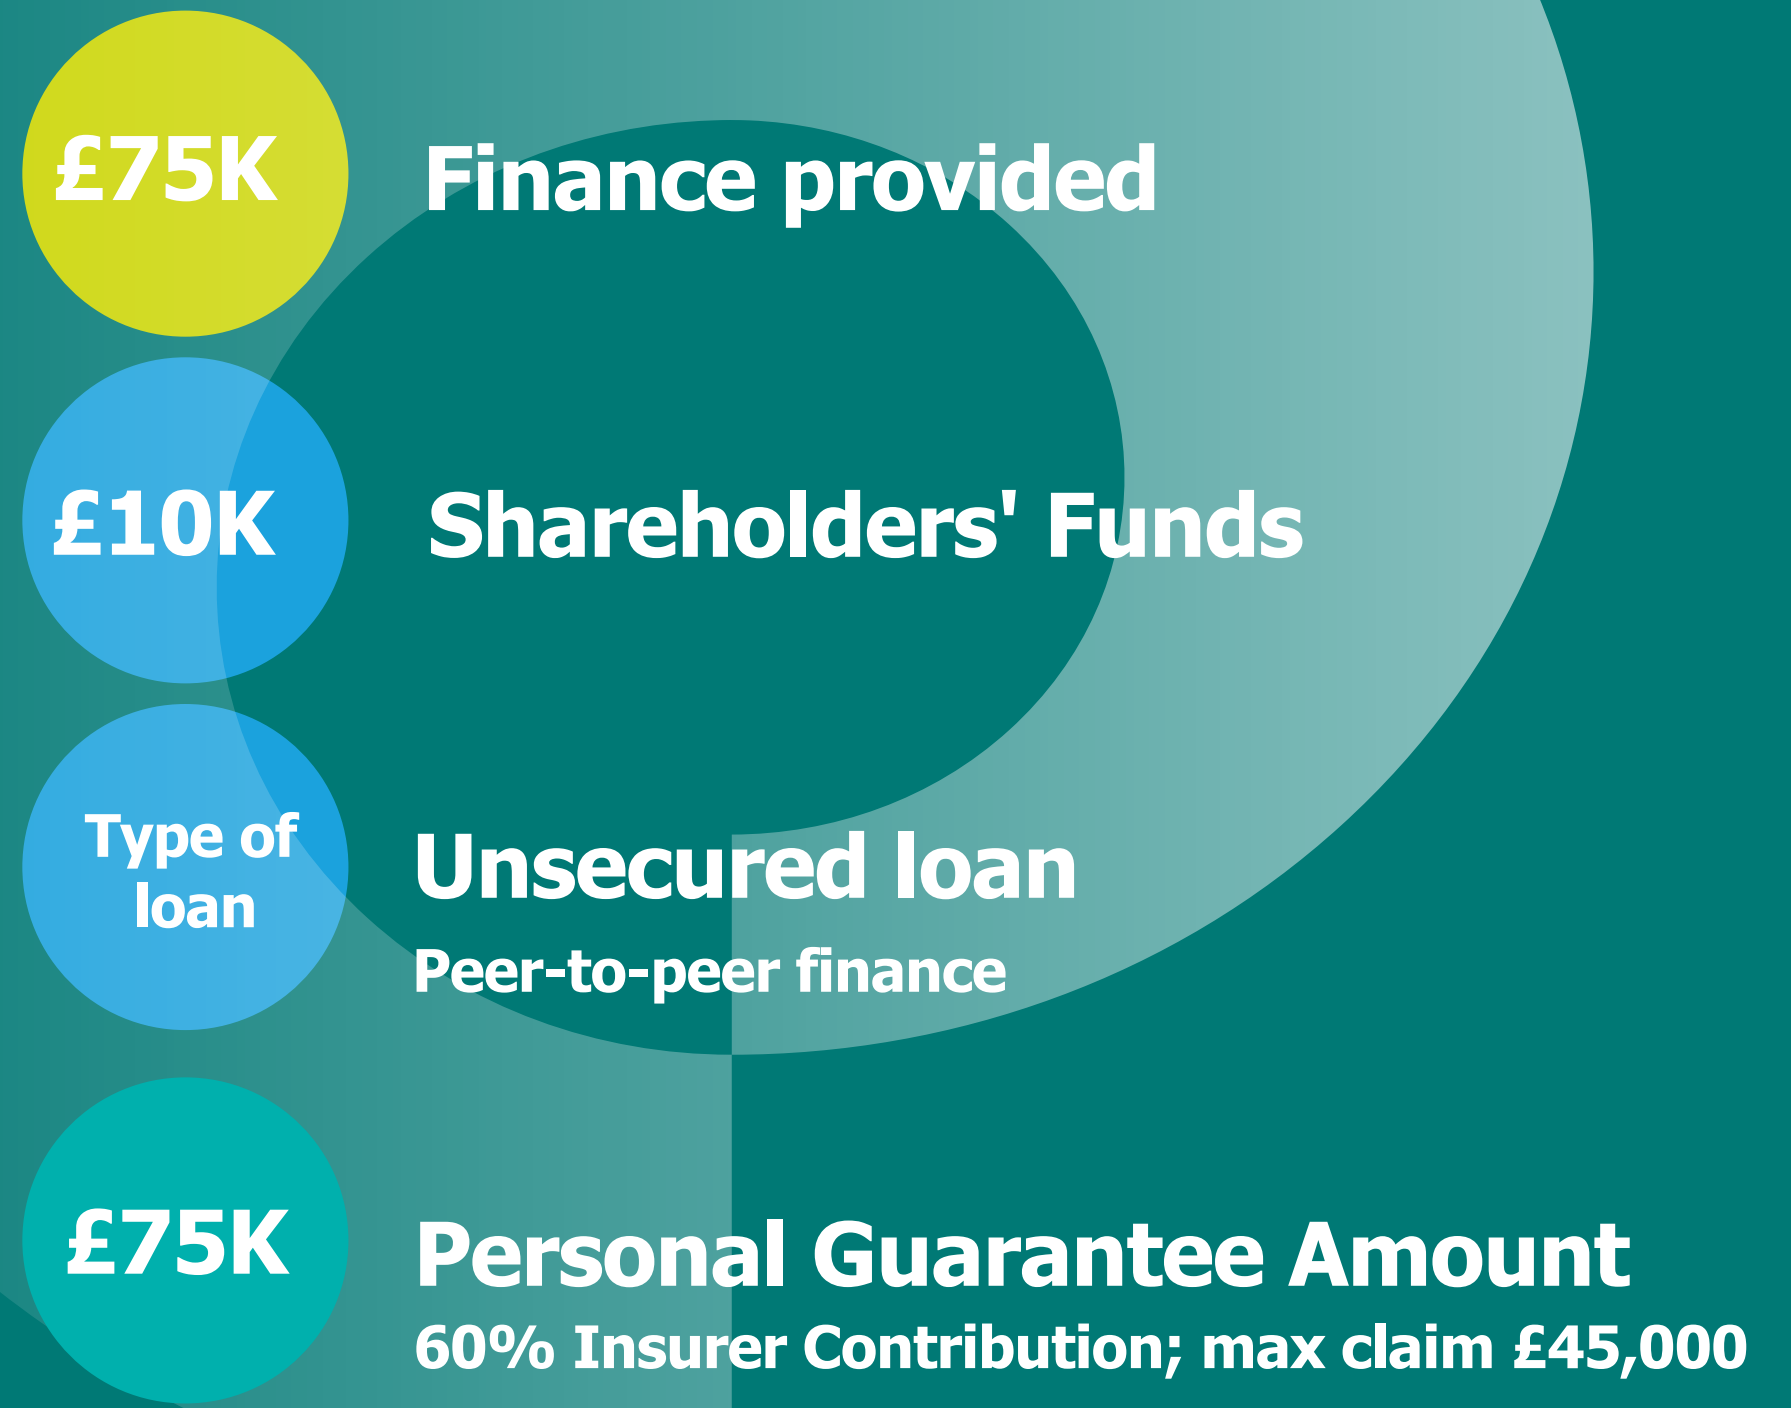 £75K
Finance provided
£10K
Shareholders' Funds
Type of
loan
Unsecured loan
Peer-to-peer finance
£75K
Personal Guarantee Amount
60% Insurer Contribution; max claim £45,000